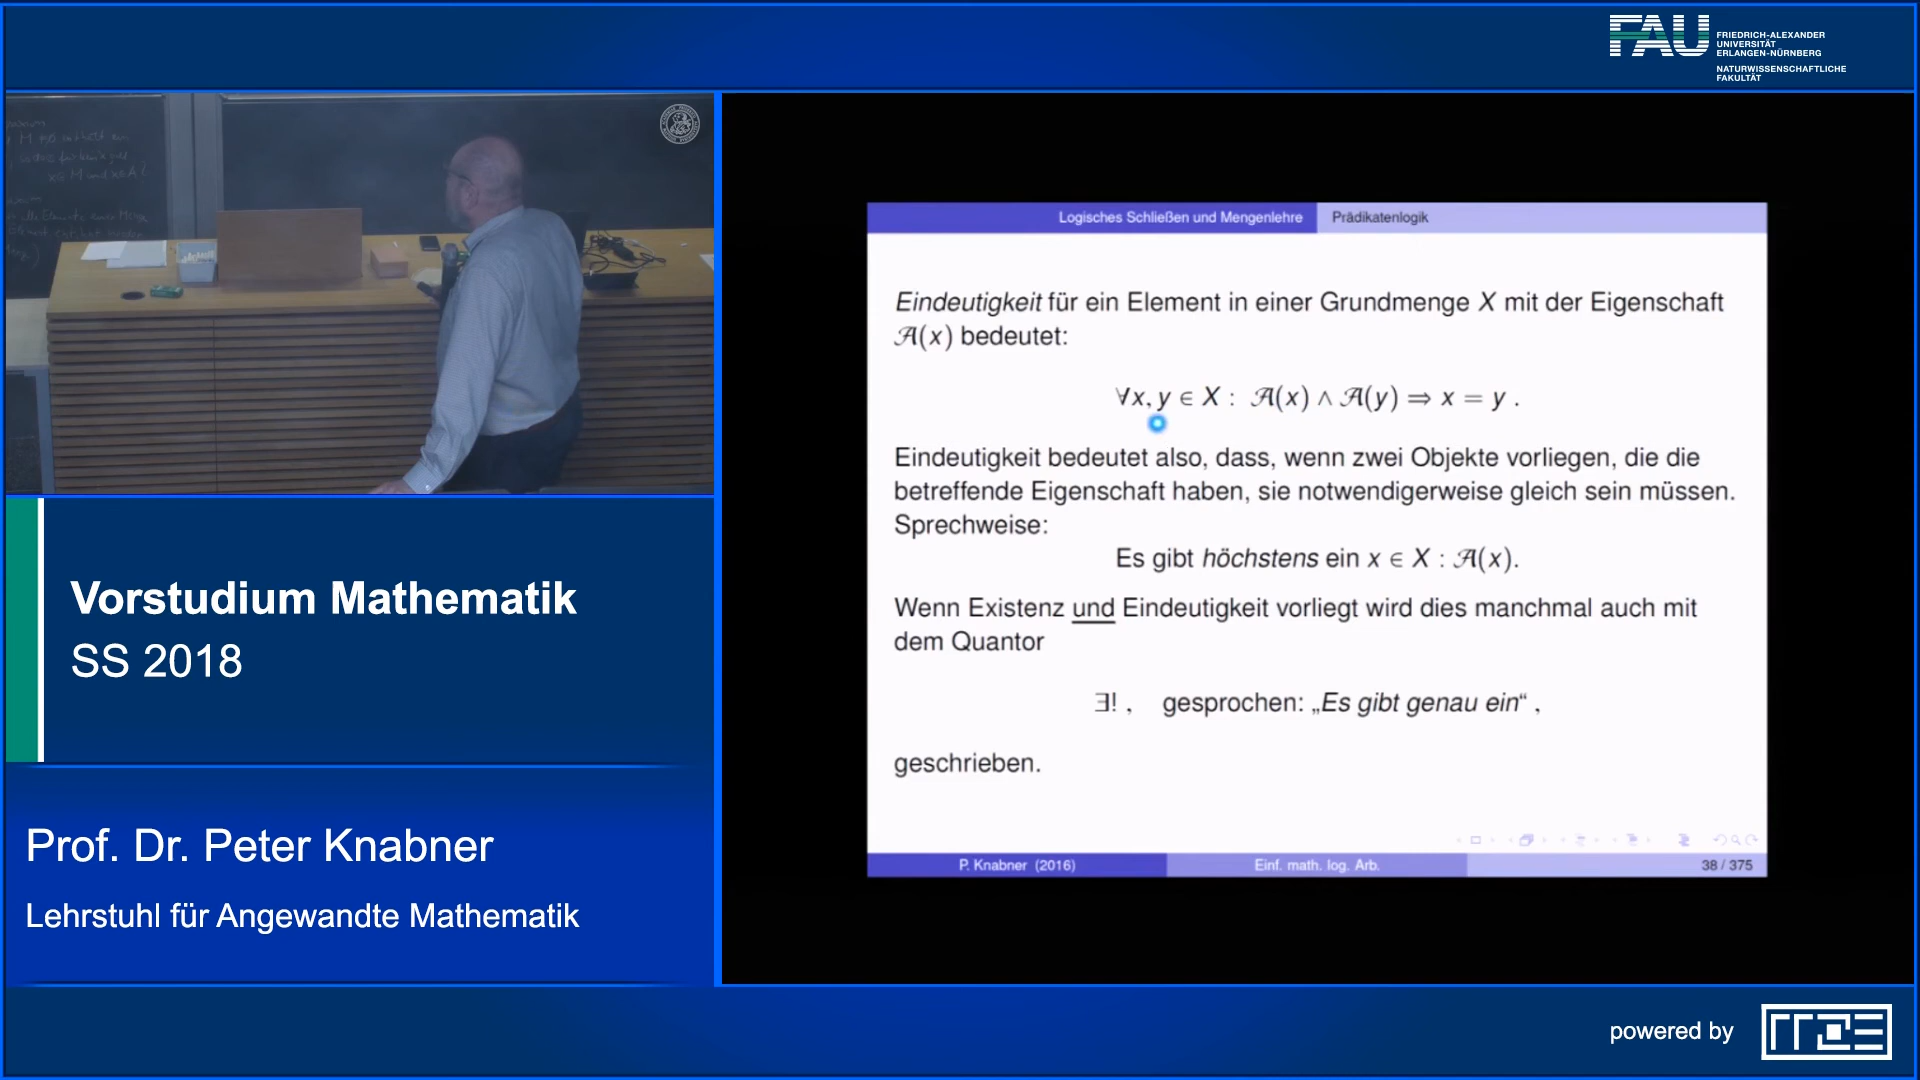 FAU
FRIEDRICH-ALEXANDER
UNIVERSITÄT
ERLANGEN-NÜRNBERG
NATURWISSENSCHAFTLICHE
FAKULTÄT
Vorstudium Mathematik
SS 2018
Prof. Dr. Peter Knabner
Lehrstuhl für Angewandte Mathematik
Logisches Schließen und Mengenlehre Prädikatenlogik
Eindeutigkeit für ein Element in einer Grundmenge X mit der Eigenschaft
𝒜(x) bedeutet:
∀x, y ∈ X : 𝒜(x) ∧ 𝒜(y) ⇒ x = y .
Eindeutigkeit bedeutet also, dass, wenn zwei Objekte vorliegen, die die
betreffende Eigenschaft haben, sie notwendigerweise gleich sein müssen.
Sprechweise:
Es gibt höchstens ein x ∈ X : 𝒜(x).
Wenn Existenz und Eindeutigkeit vorliegt wird dies manchmal auch mit
dem Quantor
∃! , gesprochen: „Es gibt genau ein“ ,
geschrieben.
P. Knabner (2016) Einf. math. log. Arb. 38 / 375
powered by